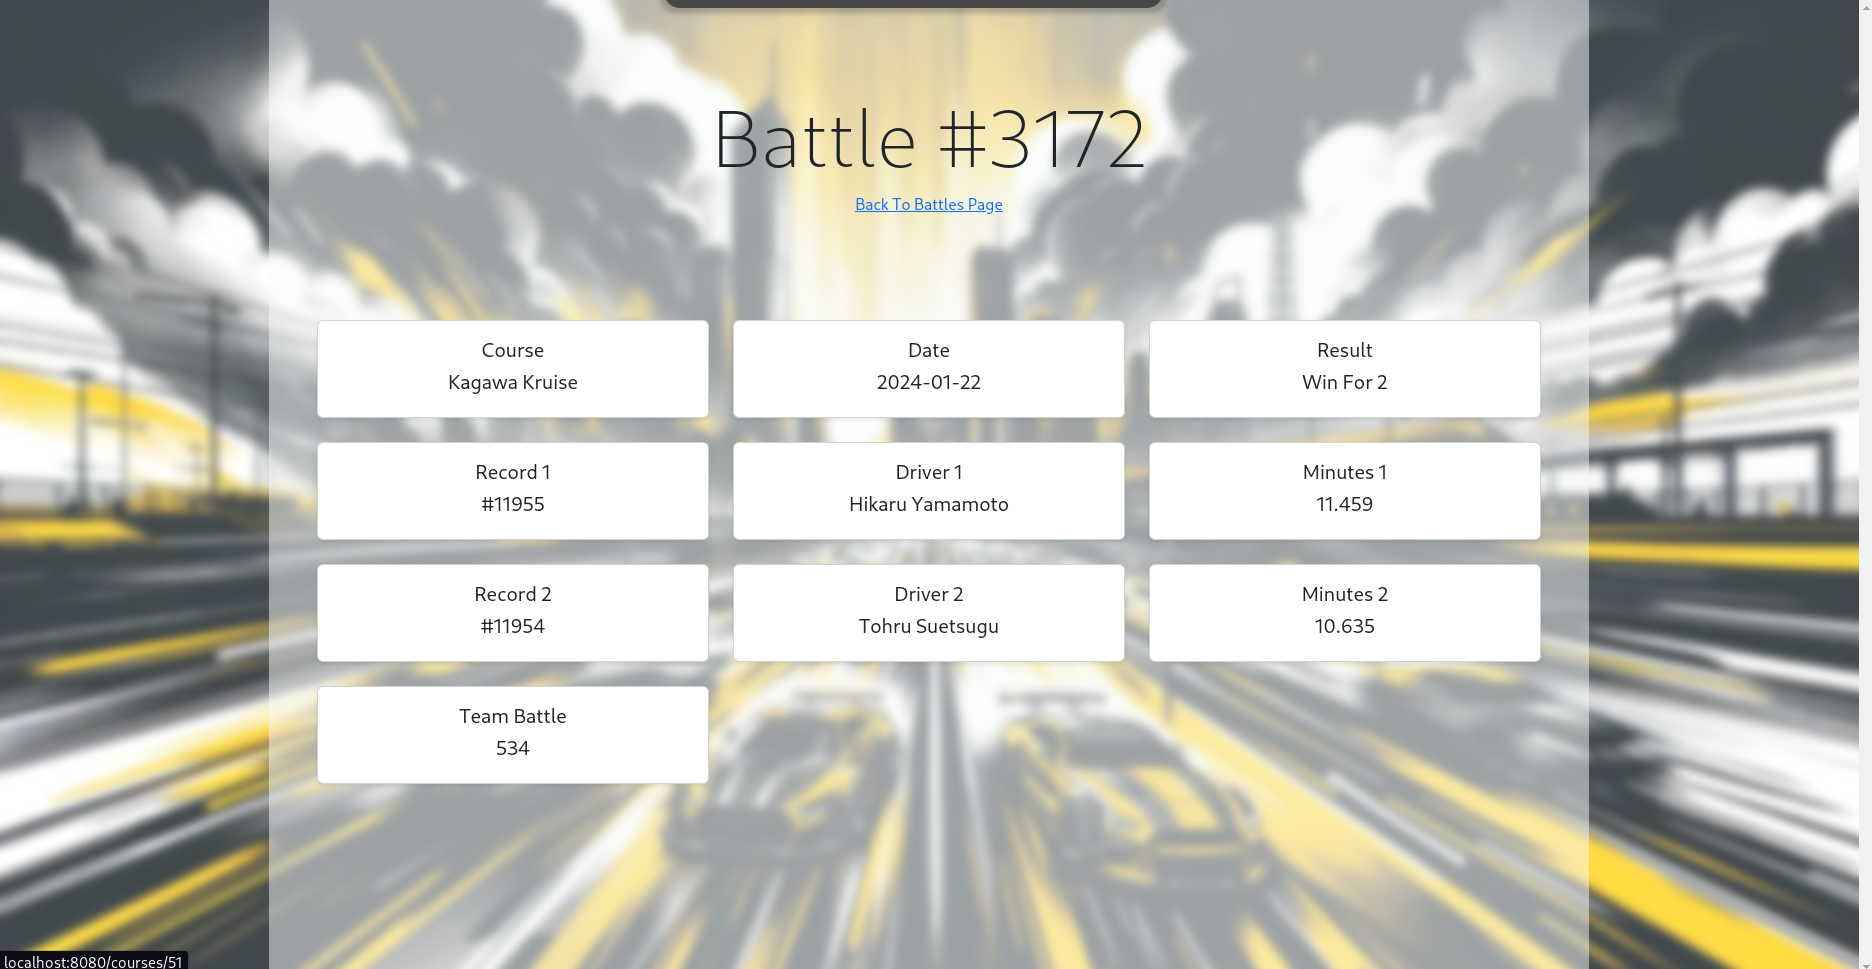 Battle #3172
Back To Battles Page
Course
Kagawa Kruise
Date
2024-01-22
Result
Win For 2
Record 1
#11955
Driver 1
Hikaru Yamamoto
Minutes 1
11.459
Record 2
#11954
Driver 2
Tohru Suetsugu
Minutes 2
10.635
Team Battle
534
localhost:8080/courses/51